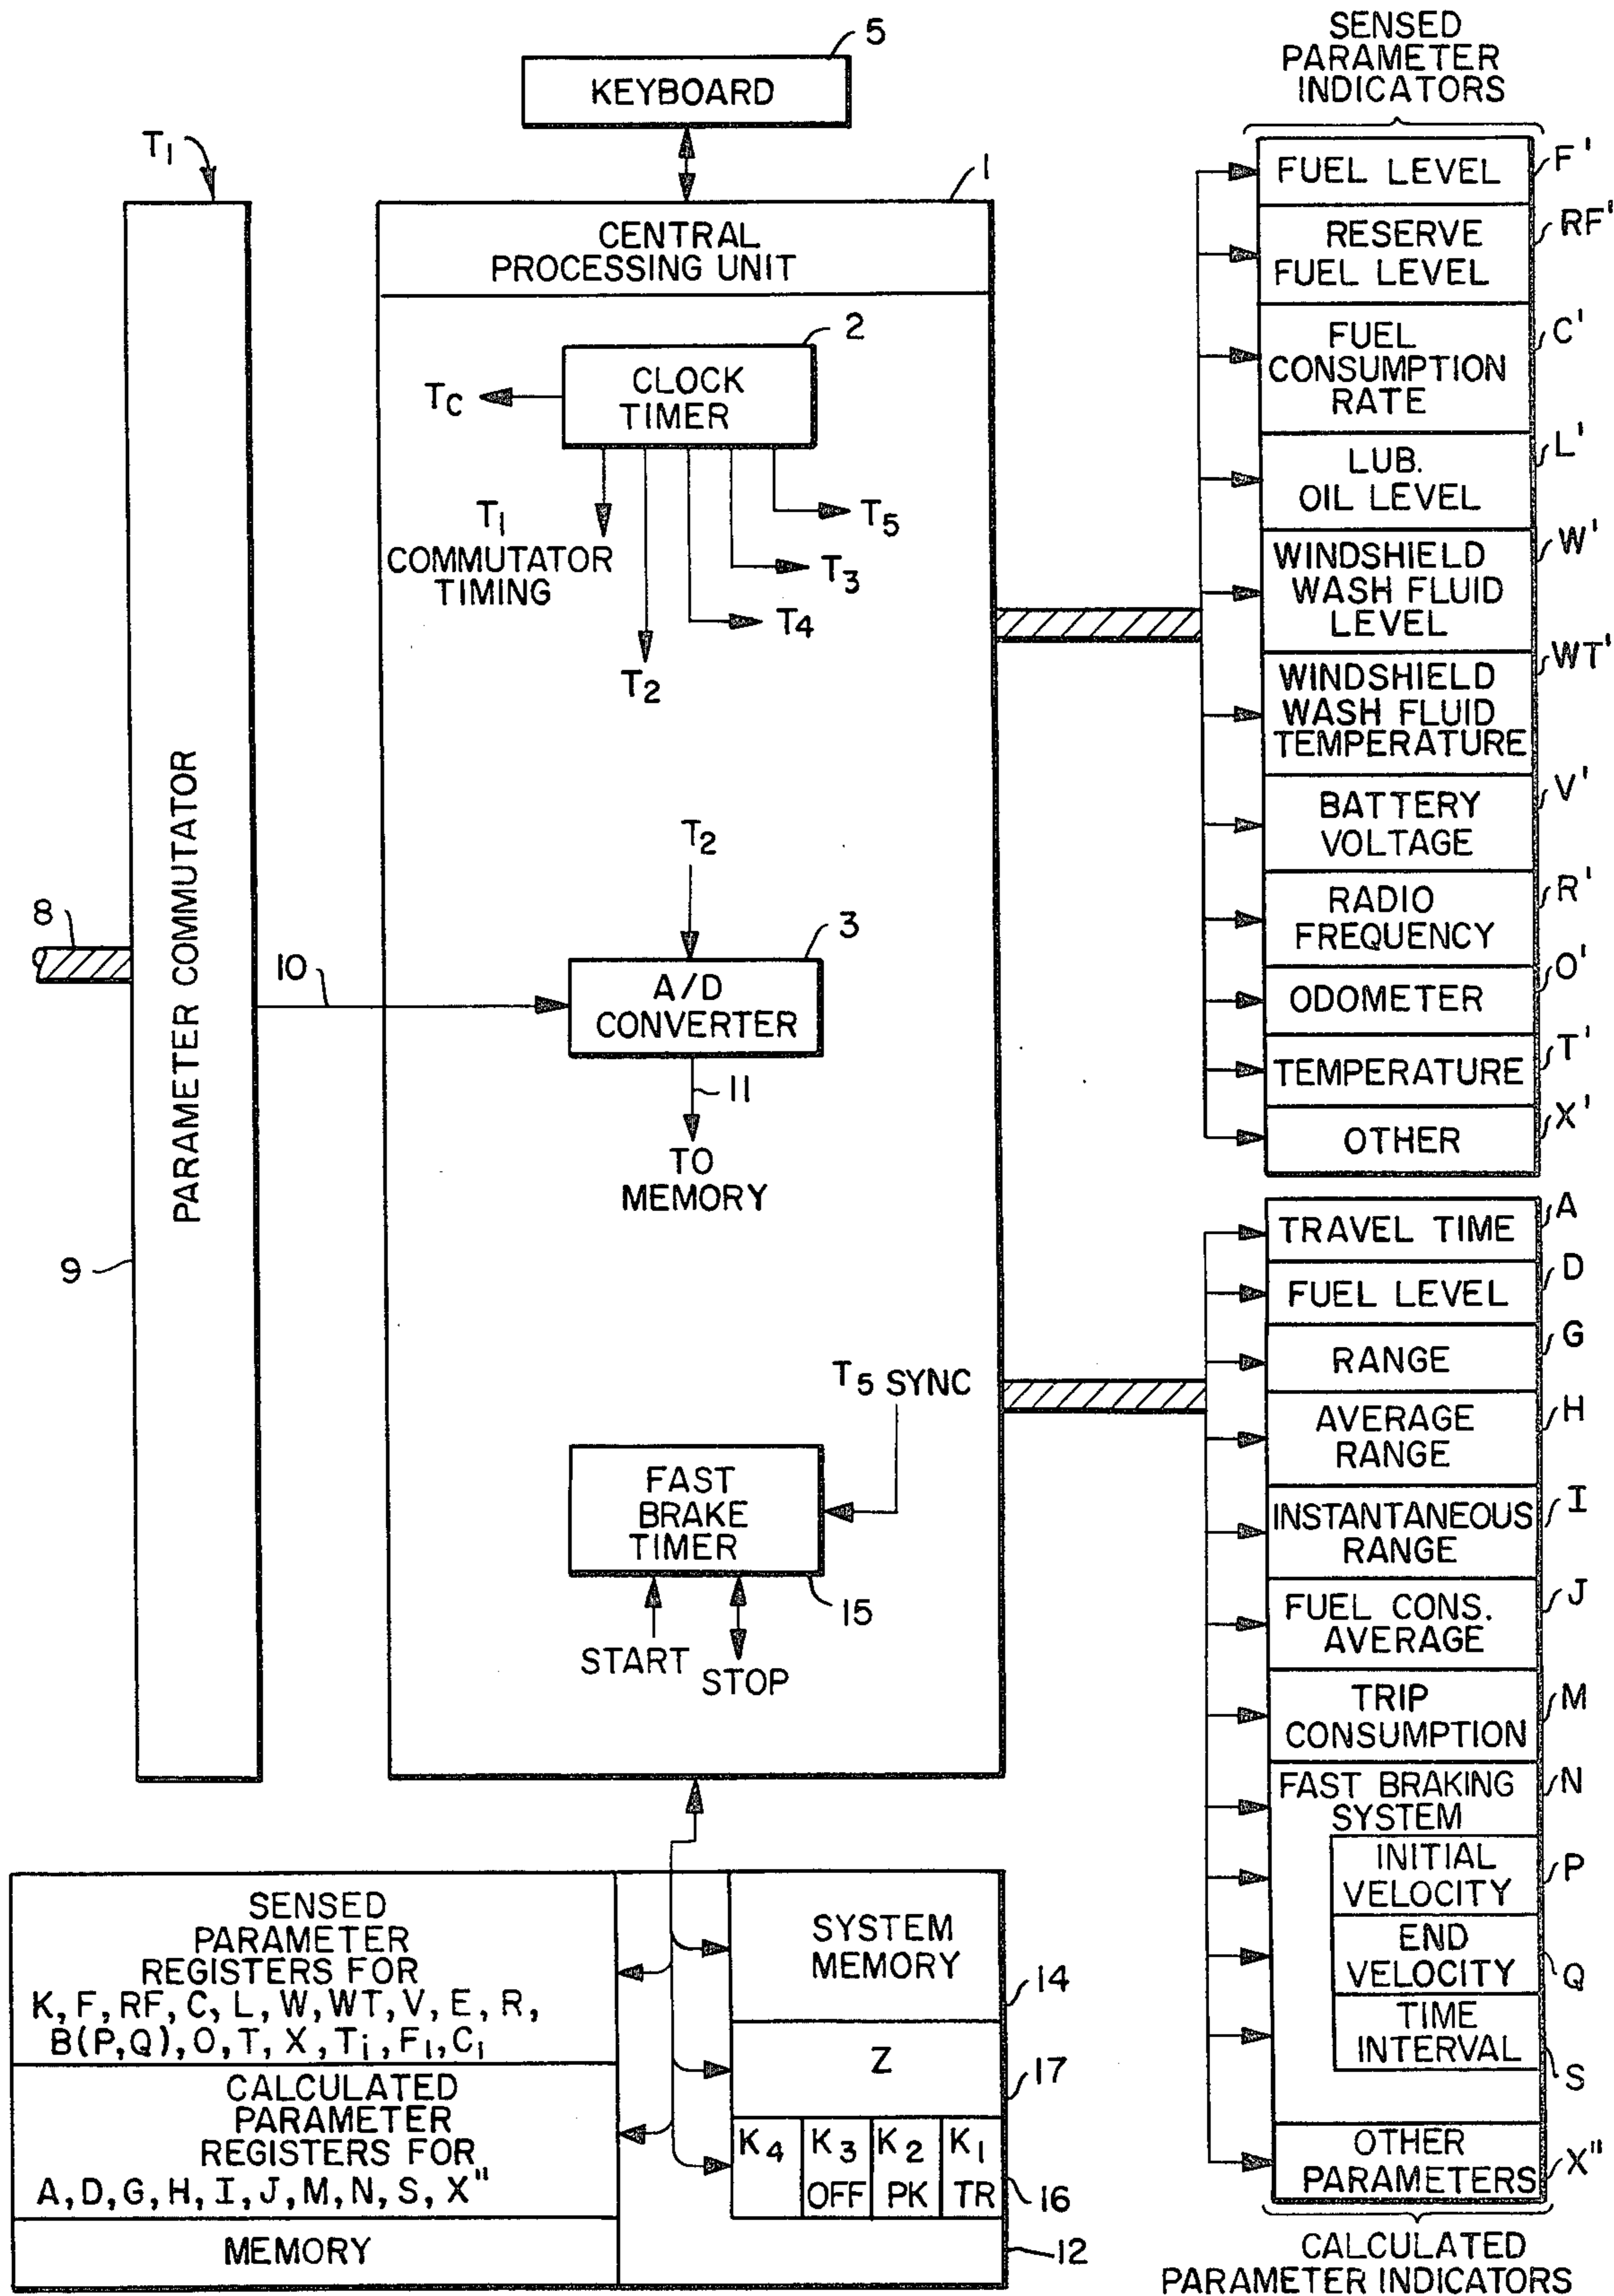 5
KEYBOARD
T1
1
CENTRAL
PROCESSING UNIT
2
CLOCK
TIMER
TC
T1
COMMUTATOR
TIMING
T5
T3
T4
T2
PARAMETER COMMUTATOR
8
9
10
T2
3
A/D
CONVERTER
11
TO
MEMORY
T5 SYNC
FAST
BRAKE
TIMER
15
START
STOP
SENSED
PARAMETER
INDICATORS
FUEL LEVEL F'
RESERVE
FUEL LEVEL
RF'
FUEL
CONSUMPTION
RATE
C'
LUB.
OIL LEVEL
L'
WINDSHIELD
WASH FLUID
LEVEL
W'
WINDSHIELD
WASH FLUID
TEMPERATURE
WT'
BATTERY
VOLTAGE
V'
RADIO
FREQUENCY
R'
ODOMETER O'
TEMPERATURE T'
OTHER X'
TRAVEL TIME A
FUEL LEVEL D
RANGE G
AVERAGE
RANGE
H
INSTANTANEOUS
RANGE
I
FUEL CONS.
AVERAGE
J
TRIP
CONSUMPTION
M
FAST BRAKING
SYSTEM
N
INITIAL
VELOCITY
P
END
VELOCITY
Q
TIME
INTERVAL
S
OTHER
PARAMETERS
X"
CALCULATED
PARAMETER INDICATORS
SENSED
PARAMETER
REGISTERS FOR
K, F, RF, C, L, W, WT, V, E, R,
B(P,Q), O, T, X, Ti, F1, C1
CALCULATED
PARAMETER
REGISTERS FOR
A, D, G, H, I, J, M, N, S, X"
MEMORY
SYSTEM
MEMORY
14
Z
17
K4 K3 K2 K1
OFF PK TR
16
12